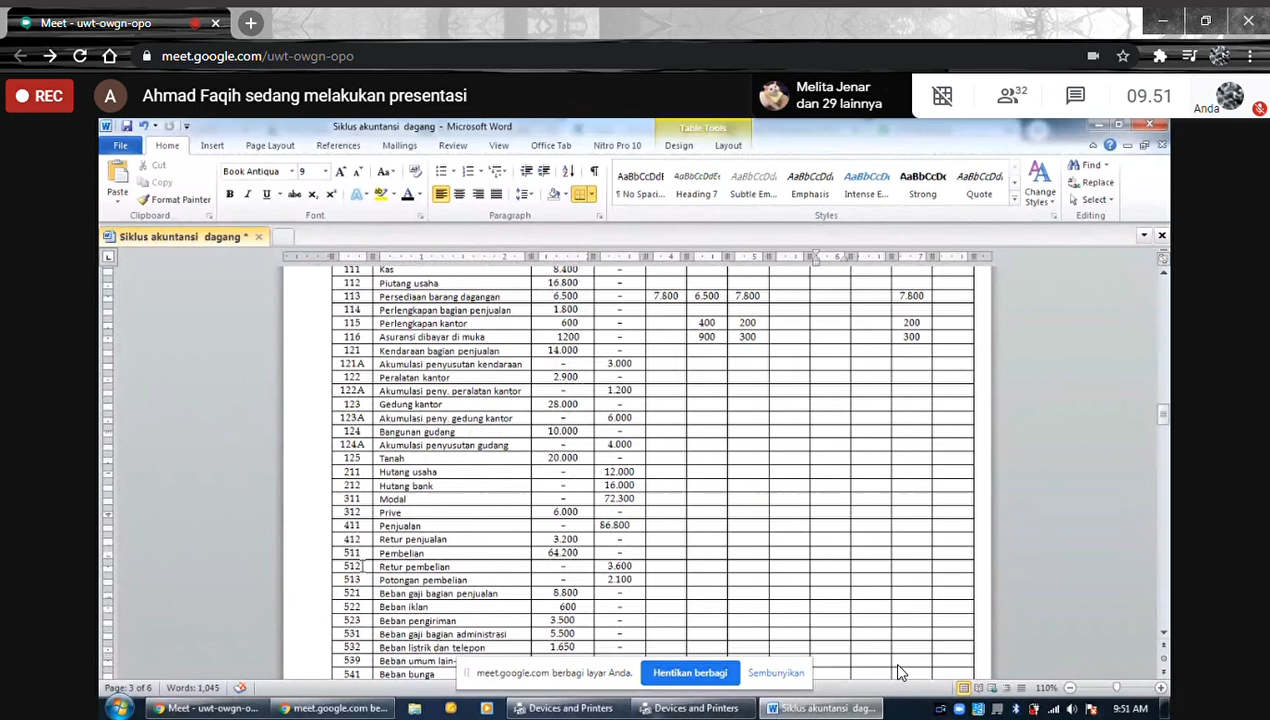 Meet - uwt-owgn-opo
meet.google.com/uwt-owgn-opo
REC
A
Ahmad Faqih sedang melakukan presentasi
Melita Jenar
dan 29 lainnya
32
09.51
Anda
Siklus akuntansi dagang - Microsoft Word
Table Tools
File Home Insert Page Layout References Mailings Review View Office Tab Nitro Pro 10 Design Layout
Paste
Cut
Copy
Format Painter
Clipboard
Book Antiqua 9
Font
Paragraph
AaBbCcDdE AaBbCcDdE AaBbCcDd AaBbCcDd AaBbCcDd AaBbCcDc AaBbCcDd
¶ No Spaci... Heading 7 Subtle Em... Emphasis Intense E... Strong Quote
Styles
Change Styles
Find
Replace
Select
Editing
Siklus akuntansi dagang *
111 Kas 8.400 –
112 Piutang usaha 16.800 –
113 Persediaan barang dagangan 6.500 – 7.800 6.500 7.800 7.800
114 Perlengkapan bagian penjualan 1.800 –
115 Perlengkapan kantor 600 – 400 200 200
116 Asuransi dibayar di muka 1200 – 900 300 300
121 Kendaraan bagian penjualan 14.000 –
121A Akumulasi penyusutan kendaraan – 3.000
122 Peralatan kantor 2.900 –
122A Akumulasi peny. peralatan kantor – 1.200
123 Gedung kantor 28.000 –
123A Akumulasi peny. gedung kantor – 6.000
124 Bangunan gudang 10.000 –
124A Akumulasi penyusutan gudang – 4.000
125 Tanah 20.000 –
211 Hutang usaha – 12.000
212 Hutang bank – 16.000
311 Modal – 72.300
312 Prive 6.000 –
411 Penjualan – 86.800
412 Retur penjualan 3.200 –
511 Pembelian 64.200 –
512 Retur pembelian – 3.600
513 Potongan pembelian – 2.100
521 Beban gaji bagian penjualan 8.800 –
522 Beban iklan 600 –
523 Beban pengiriman 3.500 –
531 Beban gaji bagian administrasi 5.500 –
532 Beban listrik dan telepon 1.650 –
539 Beban umum lain-
541 Beban bunga
meet.google.com berbagi layar Anda. Hentikan berbagi Sembunyikan
Page: 3 of 6 Words: 1,045 110%
Meet - uwt-owgn-o... meet.google.com be... Devices and Printers Devices and Printers Siklus akuntansi dag... 9:51 AM